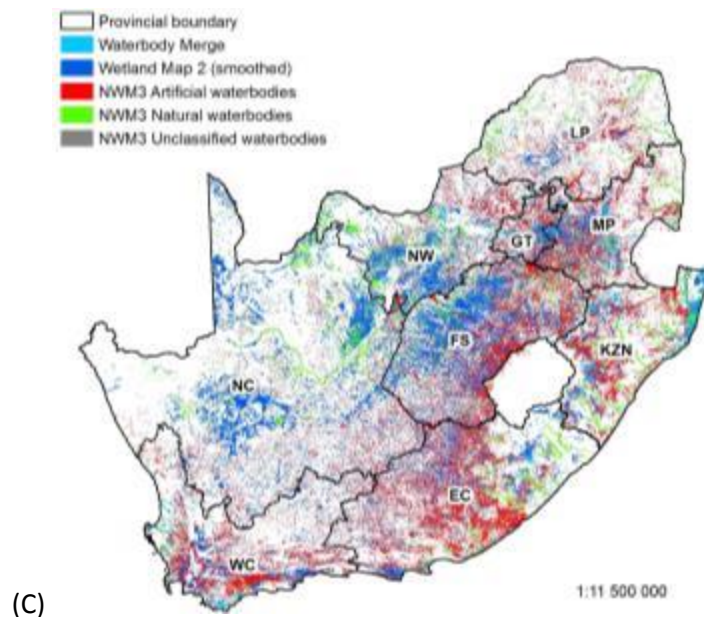 Provincial boundary
Waterbody Merge
Wetland Map 2 (smoothed)
NWM3 Artificial waterbodies
NWM3 Natural waterbodies
NWM3 Unclassified waterbodies
LP
MP
GT
NW
FS
KZN
NC
EC
WC
1:11 500 000
(C)